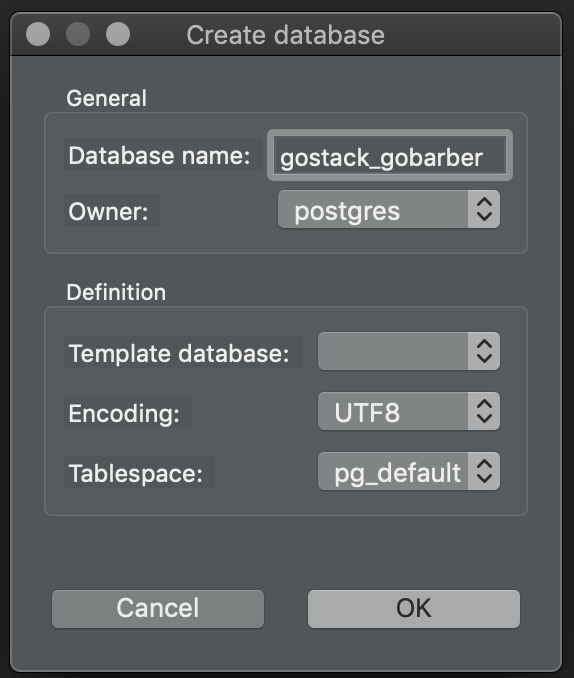 Create database
General
Database name: gostack_gobarber
Owner: postgres
Definition
Template database:
Encoding: UTF8
Tablespace: pg_default
Cancel OK